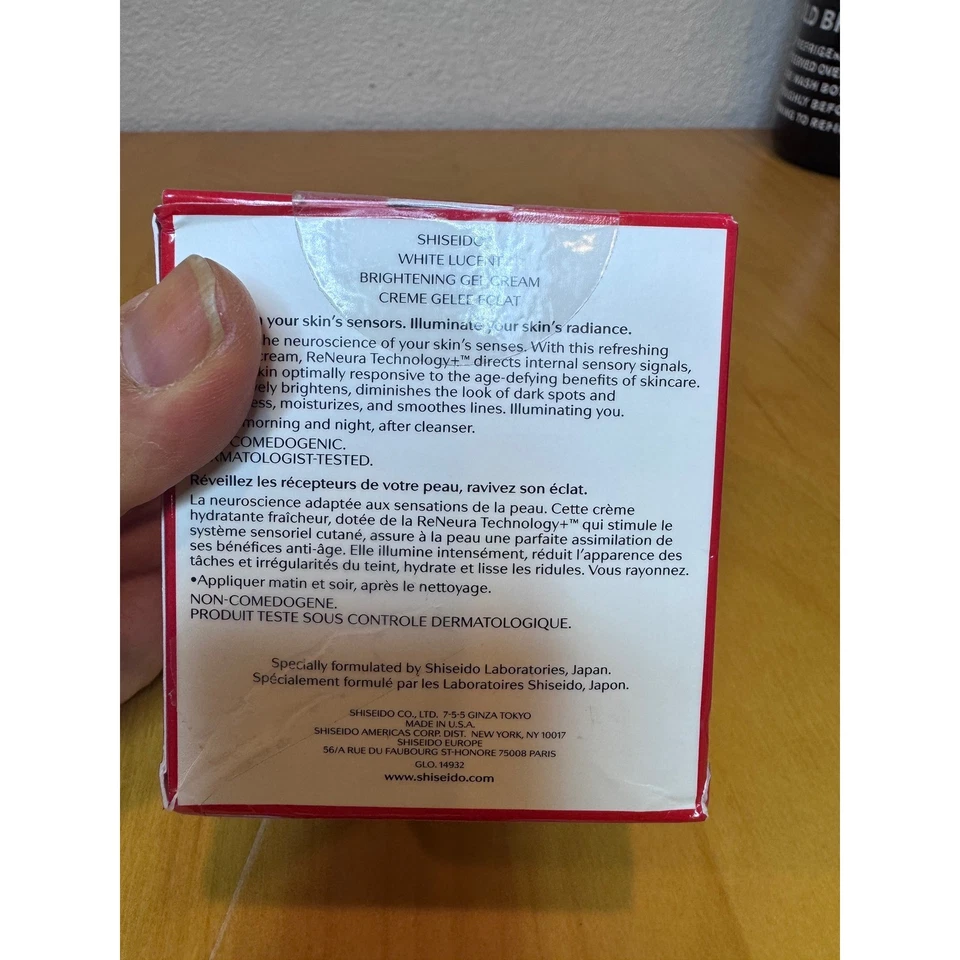 SHISEIDO
WHITE LUCENT
BRIGHTENING GEL CREAM
CREME GELEE ECLAT
your skin's sensors. Illuminate your skin's radiance.
he neuroscience of your skin's senses. With this refreshing
cream, ReNeura Technology+™ directs internal sensory signals,
kin optimally responsive to the age-defying benefits of skincare.
ely brightens, diminishes the look of dark spots and
ess, moisturizes, and smoothes lines. Illuminating you.
morning and night, after cleanser.
COMEDOGENIC.
MATOLOGIST-TESTED.
Réveillez les récepteurs de votre peau, ravivez son éclat.
La neuroscience adaptée aux sensations de la peau. Cette crème
hydratante fraîcheur, dotée de la ReNeura Technology+™ qui stimule le
système sensoriel cutané, assure à la peau une parfaite assimilation de
ses bénéfices anti-âge. Elle illumine intensément, réduit l'apparence des
tâches et irrégularités du teint, hydrate et lisse les ridules. Vous rayonnez.
•Appliquer matin et soir, après le nettoyage.
NON-COMEDOGENE.
PRODUIT TESTE SOUS CONTROLE DERMATOLOGIQUE.
Specially formulated by Shiseido Laboratories, Japan.
Spécialement formulé par les Laboratoires Shiseido, Japon.
SHISEIDO CO., LTD. 7-5-5 GINZA TOKYO
MADE IN U.S.A.
SHISEIDO AMERICAS CORP. DIST. NEW YORK, NY 10017
SHISEIDO EUROPE
56/A RUE DU FAUBOURG ST-HONORE 75008 PARIS
GLO. 14932
www.shiseido.com